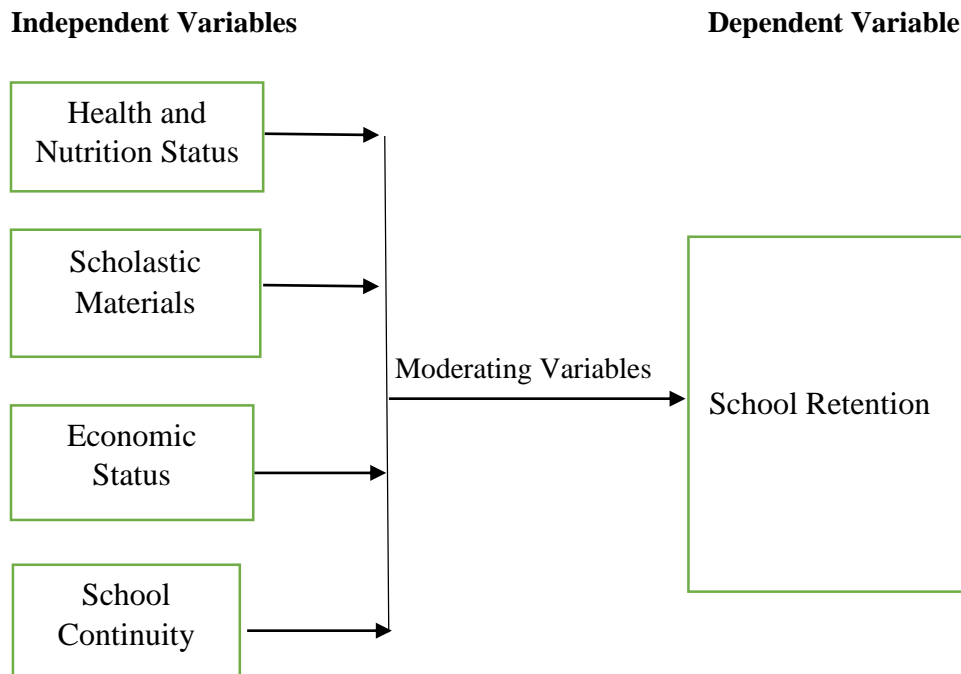 Independent Variables
Dependent Variable
Health and
Nutrition Status
Scholastic
Materials
Moderating Variables
School Retention
Economic
Status
School
Continuity